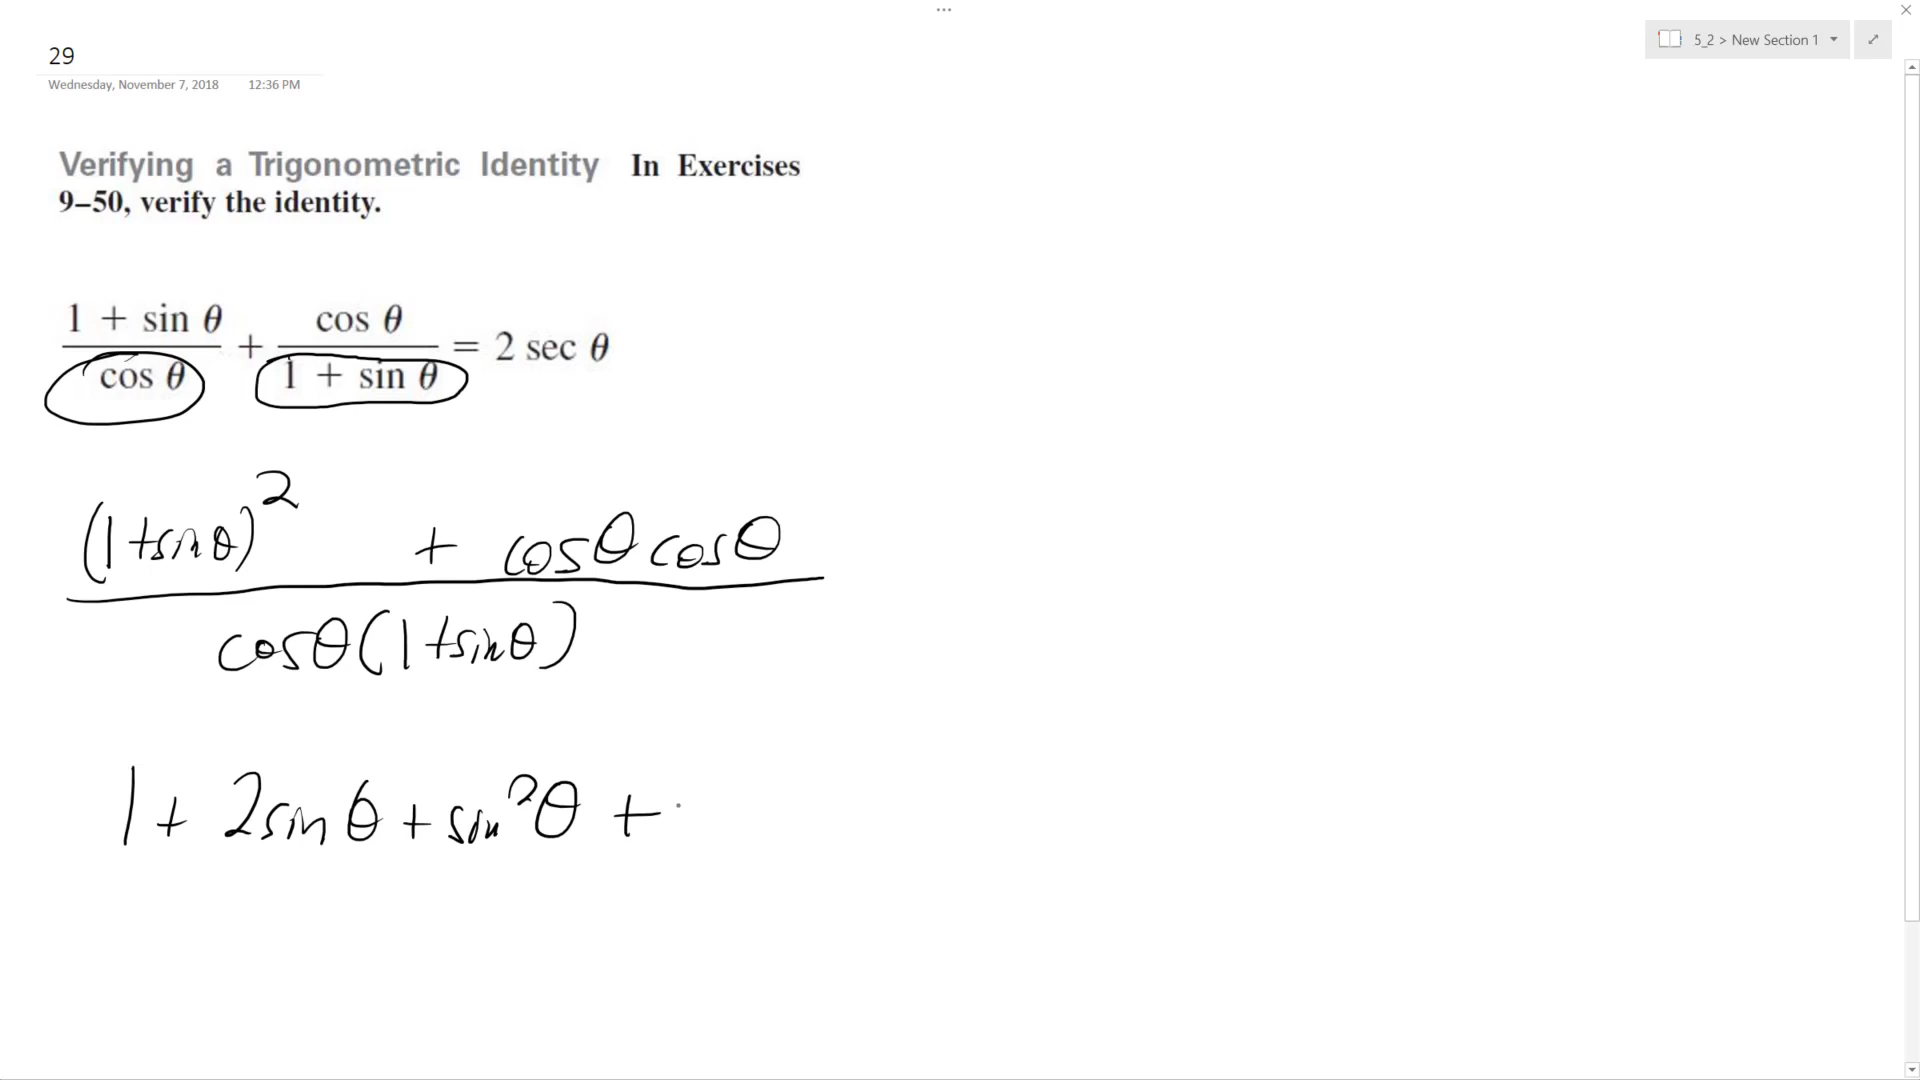 ...
5_2 > New Section 1
29
Wednesday, November 7, 2018 12:36 PM
Verifying a Trigonometric Identity In Exercises
9–50, verify the identity.
1 + sin θ cos θ
+ = 2 sec θ
cos θ 1 + sin θ
(1+sinθ)² + cosθ cosθ
cosθ(1+sinθ)
1 + 2sinθ + sin²θ +